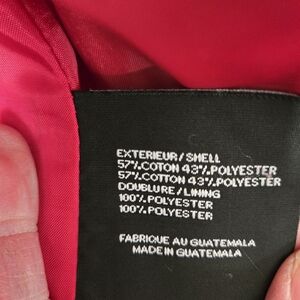 EXTERIEUR/SHELL
57% COTON 43% POLYESTER
57% COTTON 43% POLYESTER
DOUBLURE/LINING
100% POLYESTER
100% POLYESTER
FABRIQUE AU GUATEMALA
MADE IN GUATEMALA